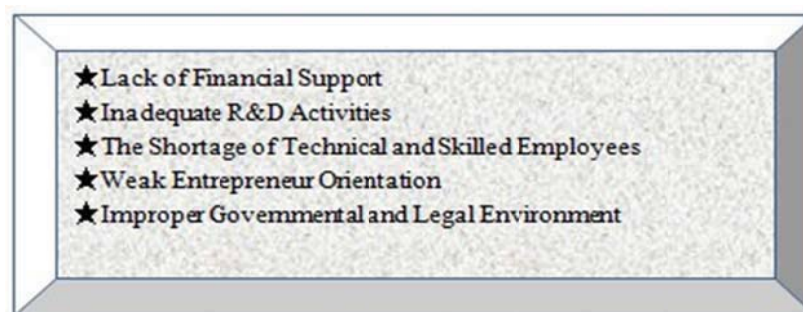 ★Lack of Financial Support
★Inadequate R&D Activities
★The Shortage of Technical and Skilled Employees
★Weak Entrepreneur Orientation
★Improper Governmental and Legal Environment